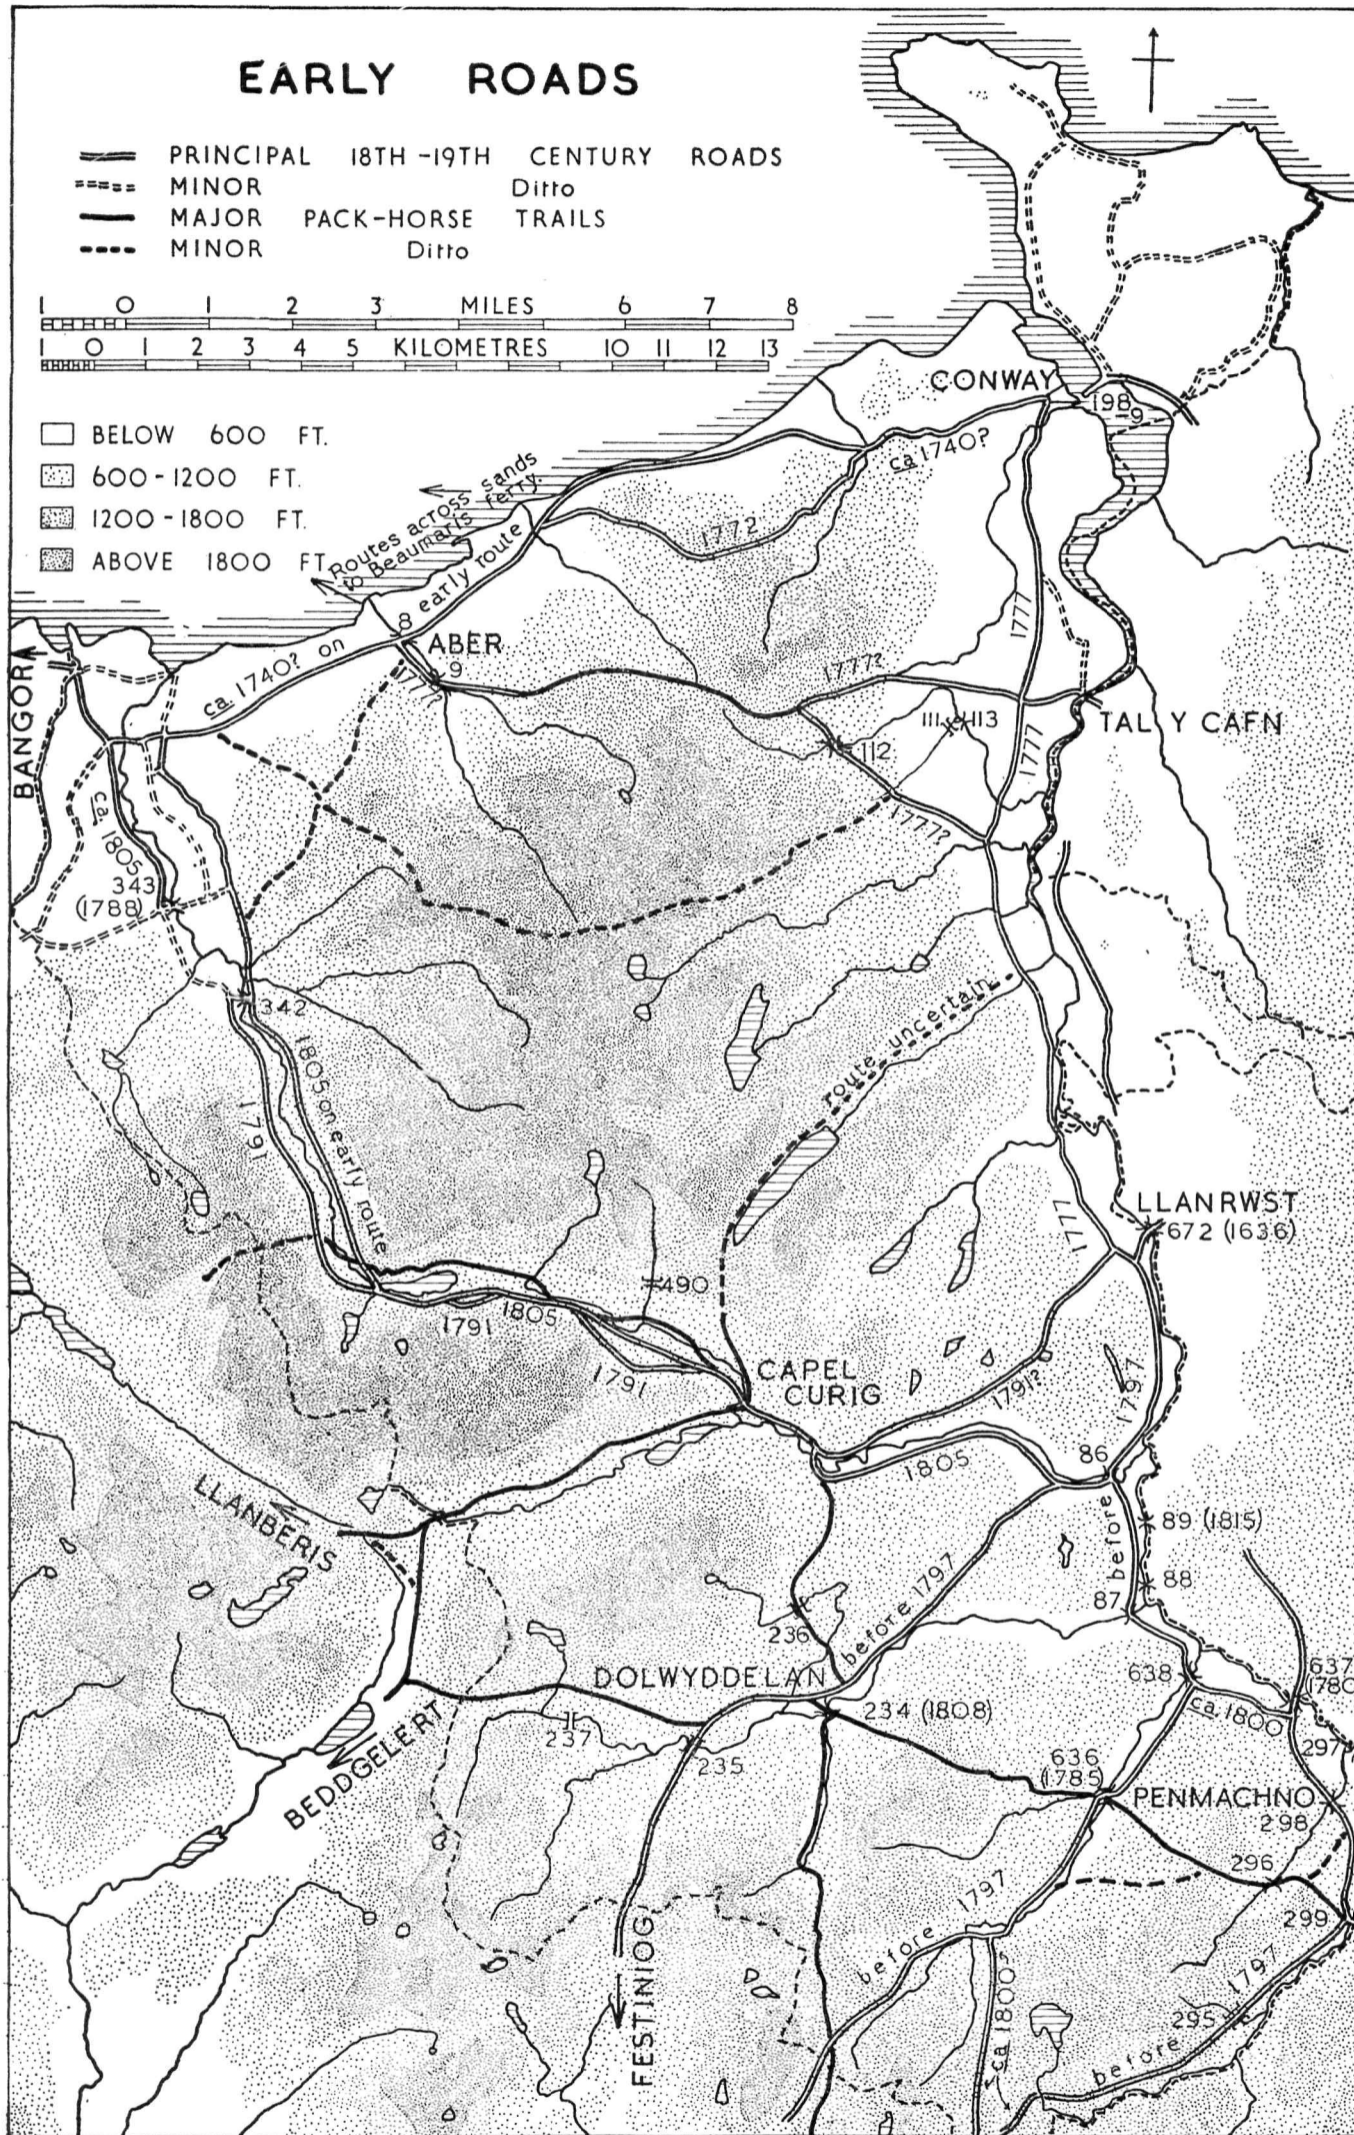 EARLY ROADS
PRINCIPAL 18TH-19TH CENTURY ROADS
MINOR Ditto
MAJOR PACK-HORSE TRAILS
MINOR Ditto
1 0 1 2 3 MILES 6 7 8
1 0 1 2 3 4 5 KILOMETRES 10 11 12 13
BELOW 600 FT.
600-1200 FT.
1200-1800 FT.
ABOVE 1800 FT.
CONWAY
198-9
ca 1740?
Routes across sands
to Beaumaris ferry.
1772
ca. 1740? on 8 early route
ABER
9
1777?
BANGOR
1777
1777?
TAL Y CAFN
111
113
112
1777
1777?
ca. 1805
343
(1788)
342
route uncertain
1805 on early route
1791
LLANRWST
672 (1636)
1777
490
1805
1791
1791
CAPEL
CURIG
1791?
1797
1805
86
LLANBERIS
before
89 (1815)
88
87
before 1797
236
DOLWYDDELAN
638
637
(1780
ca. 1800
234 (1808)
237
235
297
BEDDGELERT
636
(1785)
PENMACHNO
298
296
299
before 1797
FESTINIOG
ca 1800?
295
before 1797